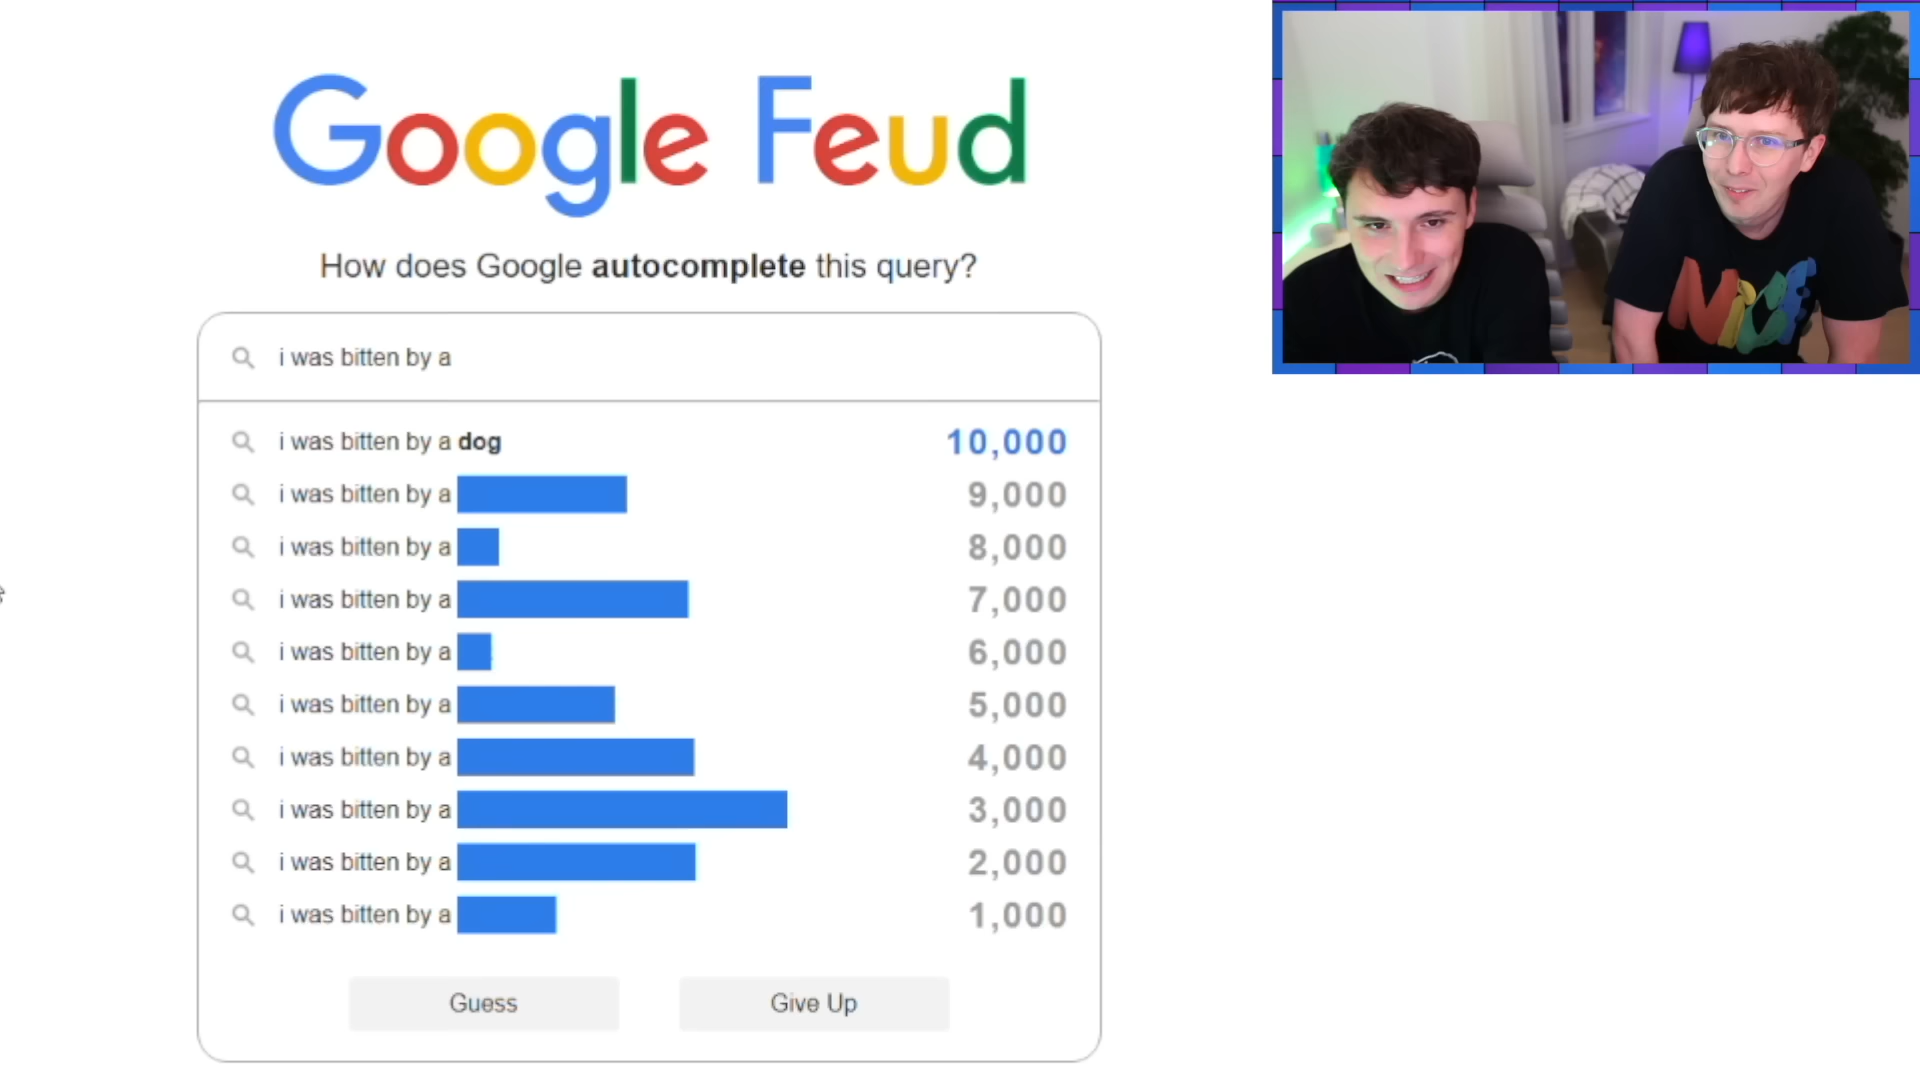 Google Feud
How does Google autocomplete this query?
i was bitten by a
i was bitten by a dog 10,000
i was bitten by a 9,000
i was bitten by a 8,000
i was bitten by a 7,000
i was bitten by a 6,000
i was bitten by a 5,000
i was bitten by a 4,000
i was bitten by a 3,000
i was bitten by a 2,000
i was bitten by a 1,000
Guess Give Up
NICE